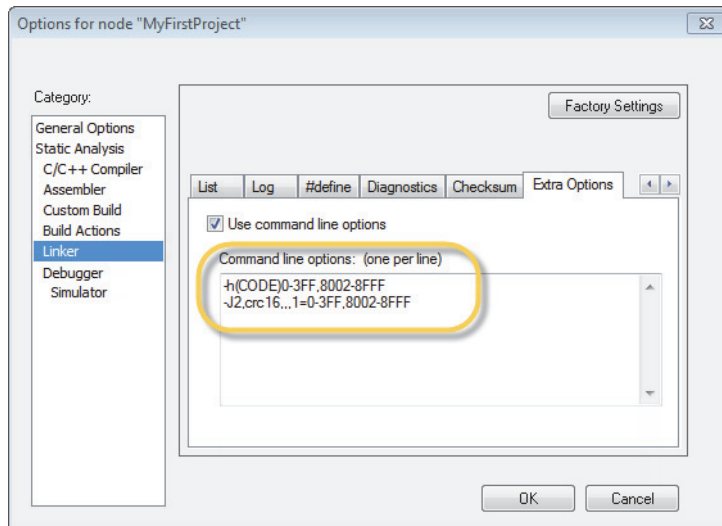 Options for node "MyFirstProject"
Category:
Factory Settings
General Options
Static Analysis
C/C++ Compiler
Assembler
Custom Build
Build Actions
Linker
Debugger
Simulator
List Log #define Diagnostics Checksum Extra Options
Use command line options
Command line options: (one per line)
-h(CODE)0-3FF,8002-8FFF
-J2,crc16,,,1=0-3FF,8002-8FFF
OK Cancel